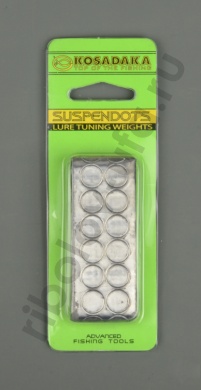 KOSADAKA
TOP OF THE FISHING
SUSPENDOTS
LURE TUNING WEIGHTS
ADVANCED
FISHING TOOLS